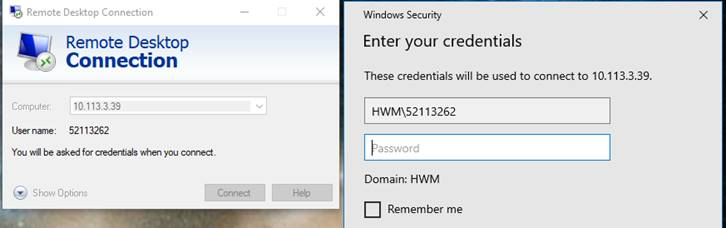 Remote Desktop Connection
Remote Desktop
Connection
Computer:
10.113.3.39
User name:
52113262
You will be asked for credentials when you connect.
Show Options
Connect
Help
Windows Security
Enter your credentials
These credentials will be used to connect to 10.113.3.39.
HWM\52113262
Password
Domain: HWM
Remember me